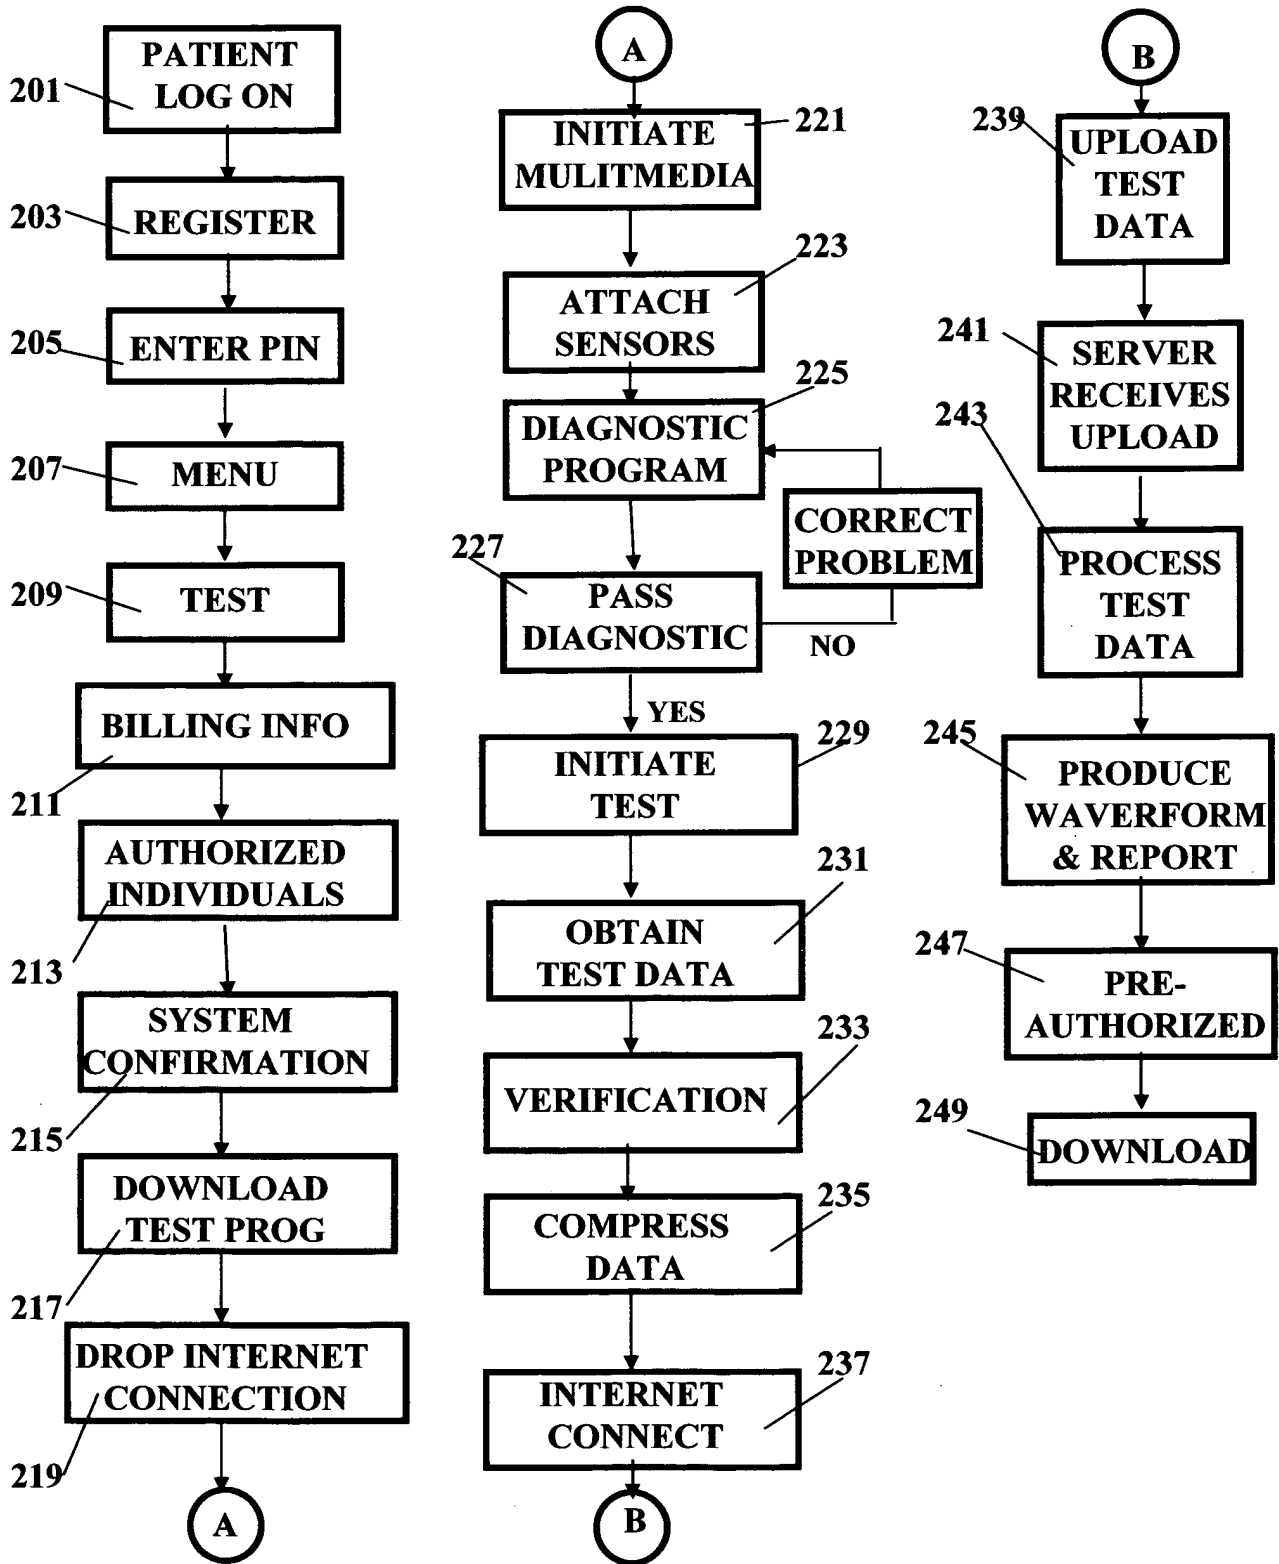 PATIENT
LOG ON
201
REGISTER
203
ENTER PIN
205
MENU
207
TEST
209
BILLING INFO
211
AUTHORIZED
INDIVIDUALS
213
SYSTEM
CONFIRMATION
215
DOWNLOAD
TEST PROG
217
DROP INTERNET
CONNECTION
219
A
A
INITIATE
MULITMEDIA
221
ATTACH
SENSORS
223
DIAGNOSTIC
PROGRAM
225
CORRECT
PROBLEM
PASS
DIAGNOSTIC
227
NO
YES
INITIATE
TEST
229
OBTAIN
TEST DATA
231
VERIFICATION
233
COMPRESS
DATA
235
INTERNET
CONNECT
237
B
B
UPLOAD
TEST
DATA
239
SERVER
RECEIVES
UPLOAD
241
PROCESS
TEST
DATA
243
PRODUCE
WAVERFORM
& REPORT
245
PRE-
AUTHORIZED
247
DOWNLOAD
249